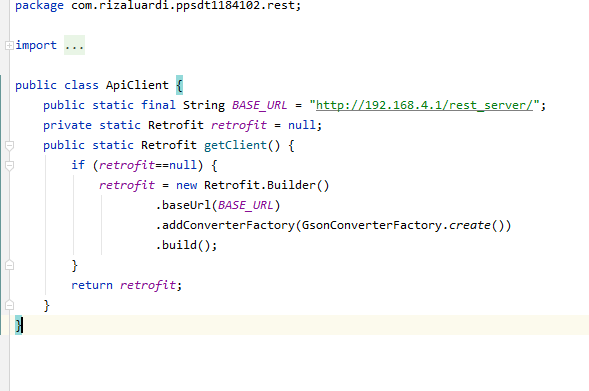 package com.rizaluardi.ppsdt1184102.rest;
import ...
public class ApiClient {
public static final String BASE_URL = "http://192.168.4.1/rest_server/";
private static Retrofit retrofit = null;
public static Retrofit getClient() {
if (retrofit==null) {
retrofit = new Retrofit.Builder()
.baseUrl(BASE_URL)
.addConverterFactory(GsonConverterFactory.create())
.build();
}
return retrofit;
}
}